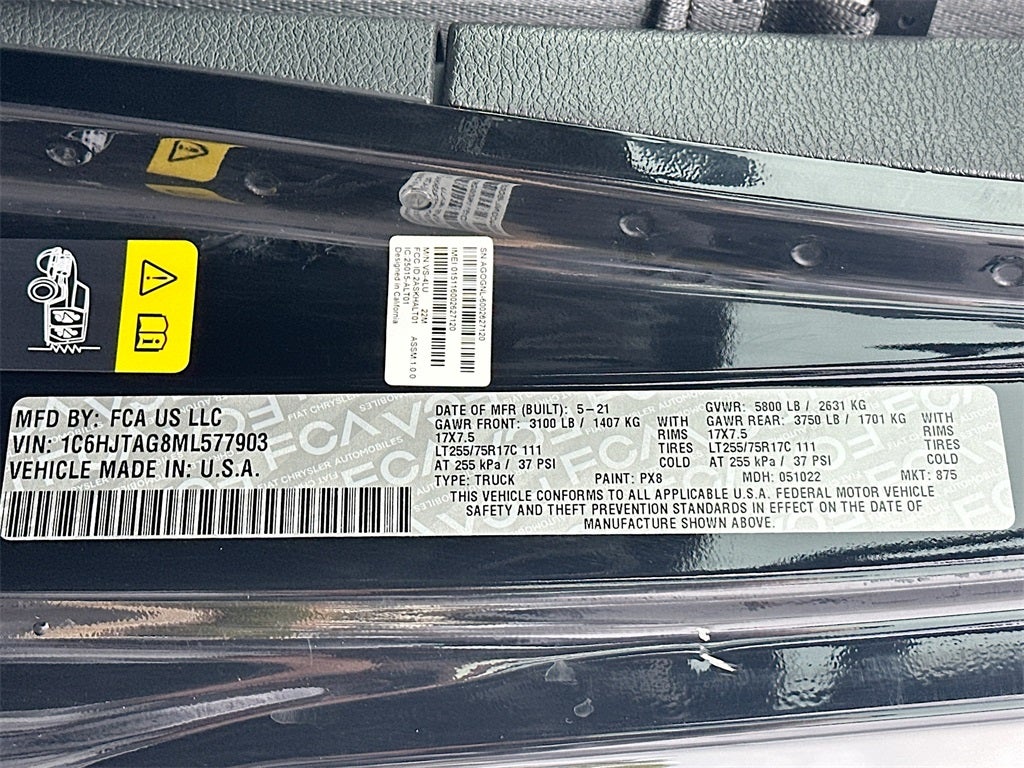 SN:AGOGNL-6002627120
IMEI 015116002627120
M/N VS-4LU 22M
FCC ID 2ASKHALT01 ASSM 1.0.0
IC:25015-ALT01
Designed in California
MFD BY: FCA US LLC
VIN: 1C6HJTAG8ML577903
VEHICLE MADE IN: U.S.A.
DATE OF MFR (BUILT): 5-21
GVWR: 5800 LB / 2631 KG
GAWR FRONT: 3100 LB / 1407 KG WITH
17X7.5 RIMS
LT255/75R17C 111 TIRES
AT 255 kPa / 37 PSI COLD
GAWR REAR: 3750 LB / 1701 KG WITH
17X7.5 RIMS
LT255/75R17C 111 TIRES
AT 255 kPa / 37 PSI COLD
TYPE: TRUCK PAINT: PX8 MDH: 051022 MKT: 875
THIS VEHICLE CONFORMS TO ALL APPLICABLE U.S.A. FEDERAL MOTOR VEHICLE
SAFETY AND THEFT PREVENTION STANDARDS IN EFFECT ON THE DATE OF
MANUFACTURE SHOWN ABOVE.